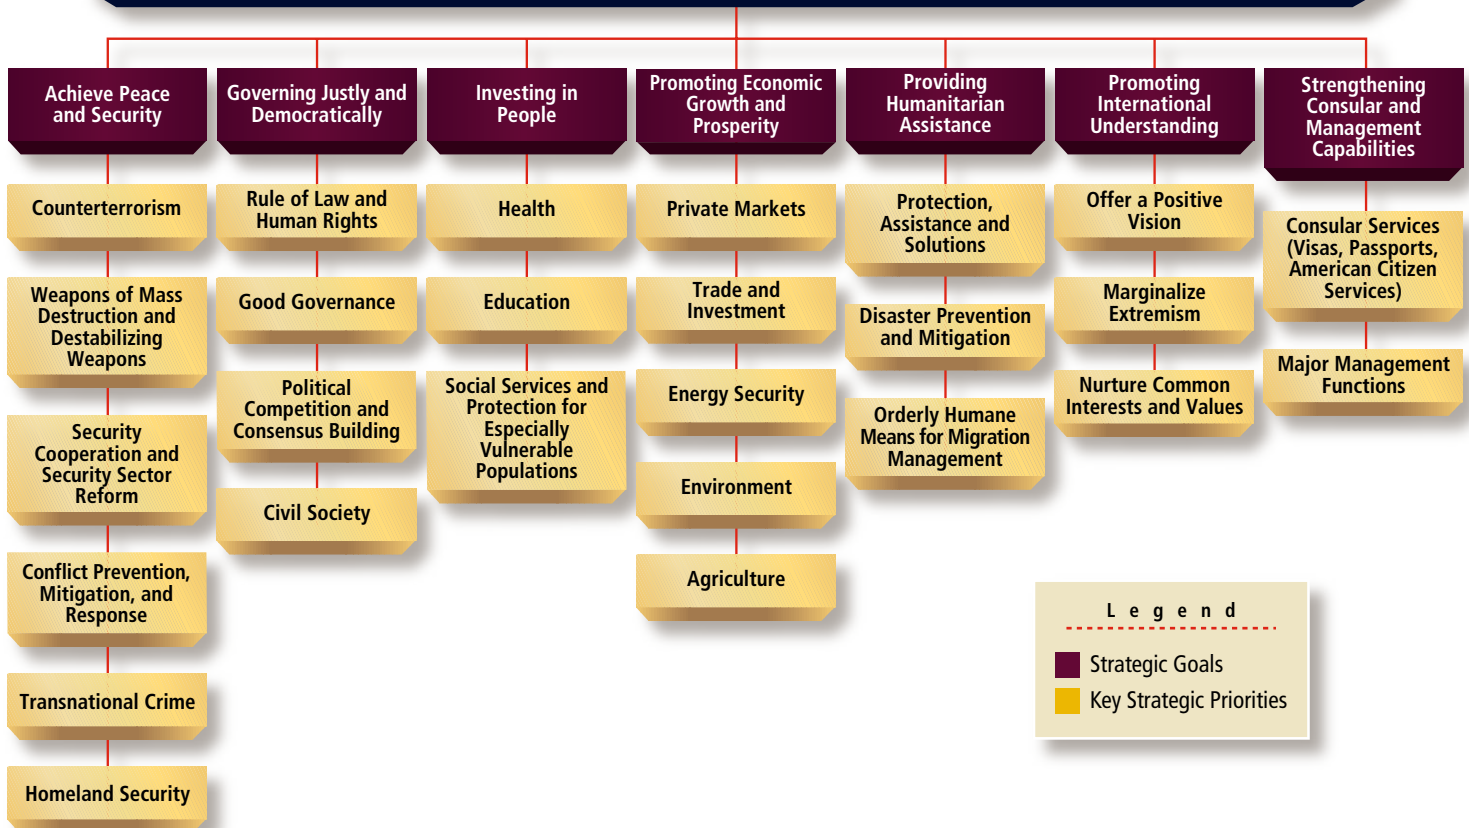 Achieve Peace
and Security
Counterterrorism
Weapons of Mass
Destruction and
Destabilizing
Weapons
Security
Cooperation and
Security Sector
Reform
Conflict Prevention,
Mitigation, and
Response
Transnational Crime
Homeland Security
Governing Justly and
Democratically
Rule of Law and
Human Rights
Good Governance
Political
Competition and
Consensus Building
Civil Society
Investing in
People
Health
Education
Social Services and
Protection for
Especially
Vulnerable
Populations
Promoting Economic
Growth and
Prosperity
Private Markets
Trade and
Investment
Energy Security
Environment
Agriculture
Providing
Humanitarian
Assistance
Protection,
Assistance and
Solutions
Disaster Prevention
and Mitigation
Orderly Humane
Means for Migration
Management
Promoting
International
Understanding
Offer a Positive
Vision
Marginalize
Extremism
Nurture Common
Interests and Values
Strengthening
Consular and
Management
Capabilities
Consular Services
(Visas, Passports,
American Citizen
Services)
Major Management
Functions
Legend
Strategic Goals
Key Strategic Priorities